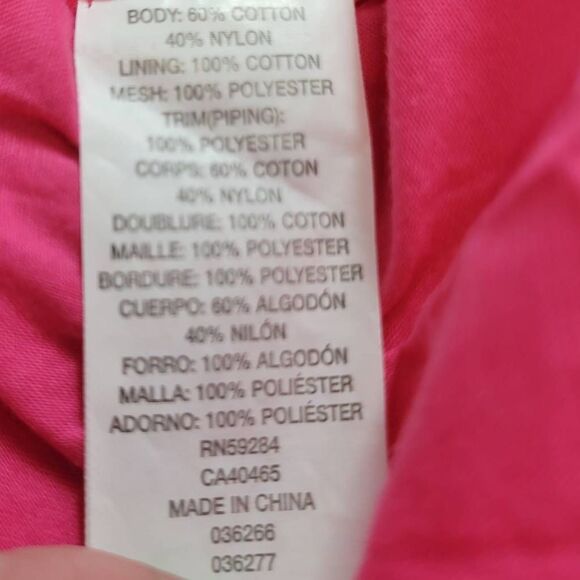 BODY: 60% COTTON
40% NYLON
LINING: 100% COTTON
MESH: 100% POLYESTER
TRIM(PIPING):
100% POLYESTER
CORPS: 60% COTON
40% NYLON
DOUBLURE: 100% COTON
MAILLE: 100% POLYESTER
BORDURE: 100% POLYESTER
CUERPO: 60% ALGODÓN
40% NILÓN
FORRO: 100% ALGODÓN
MALLA: 100% POLIÉSTER
ADORNO: 100% POLIÉSTER
RN59284
CA40465
MADE IN CHINA
036266
036277